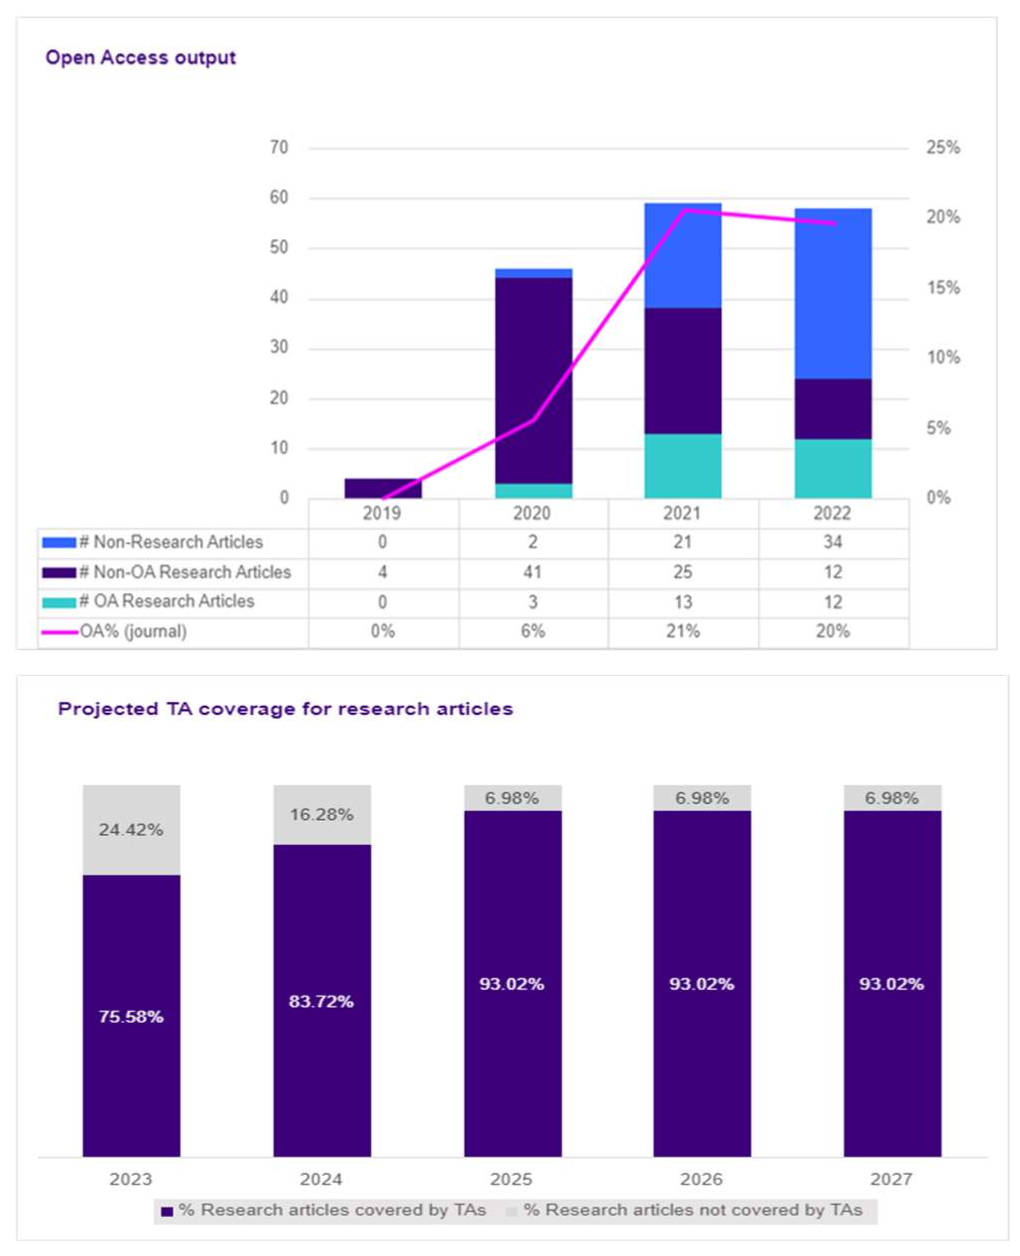 Open Access output
70 25%
60
20%
50
40 15%
30 10%
20
5%
10
0 0%
2019 2020 2021 2022
# Non-Research Articles 0 2 21 34
# Non-OA Research Articles 4 41 25 12
# OA Research Articles 0 3 13 12
OA% (journal) 0% 6% 21% 20%
Projected TA coverage for research articles
24.42% 16.28% 6.98% 6.98% 6.98%
75.58% 83.72% 93.02% 93.02% 93.02%
2023 2024 2025 2026 2027
% Research articles covered by TAs % Research articles not covered by TAs